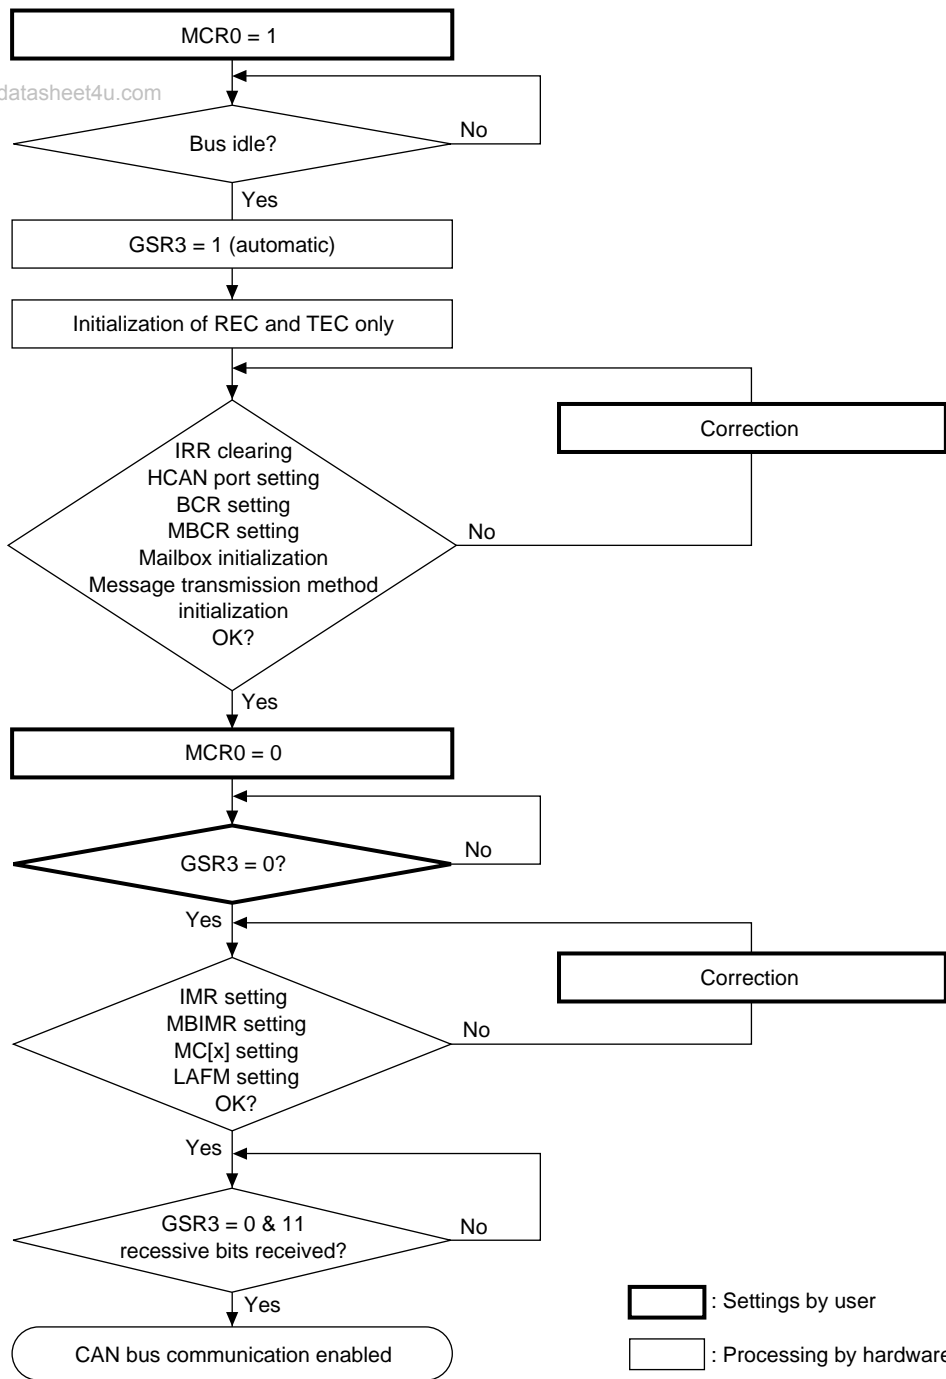 MCR0 = 1
datasheet4u.com
Bus idle?
No
Yes
GSR3 = 1 (automatic)
Initialization of REC and TEC only
Correction
IRR clearing
HCAN port setting
BCR setting
MBCR setting
Mailbox initialization
Message transmission method
initialization
OK?
No
Yes
MCR0 = 0
GSR3 = 0?
No
Yes
Correction
IMR setting
MBIMR setting
MC[x] setting
LAFM setting
OK?
No
Yes
GSR3 = 0 & 11
recessive bits received?
No
Yes
CAN bus communication enabled
: Settings by user
: Processing by hardware